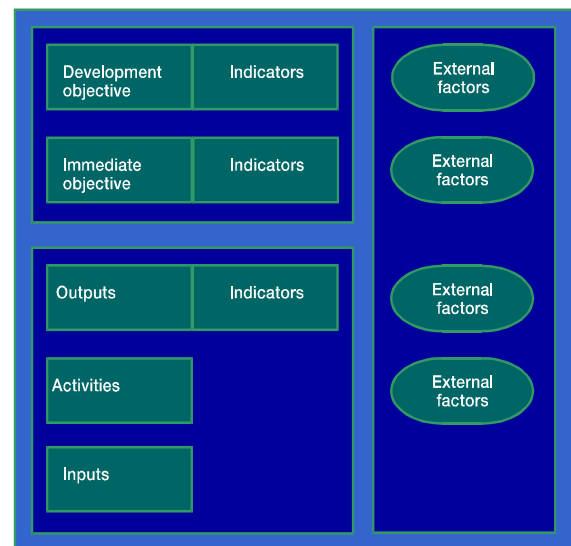 Development
objective
Indicators
External
factors
Immediate
objective
Indicators
External
factors
Outputs
Indicators
External
factors
Activities
External
factors
Inputs